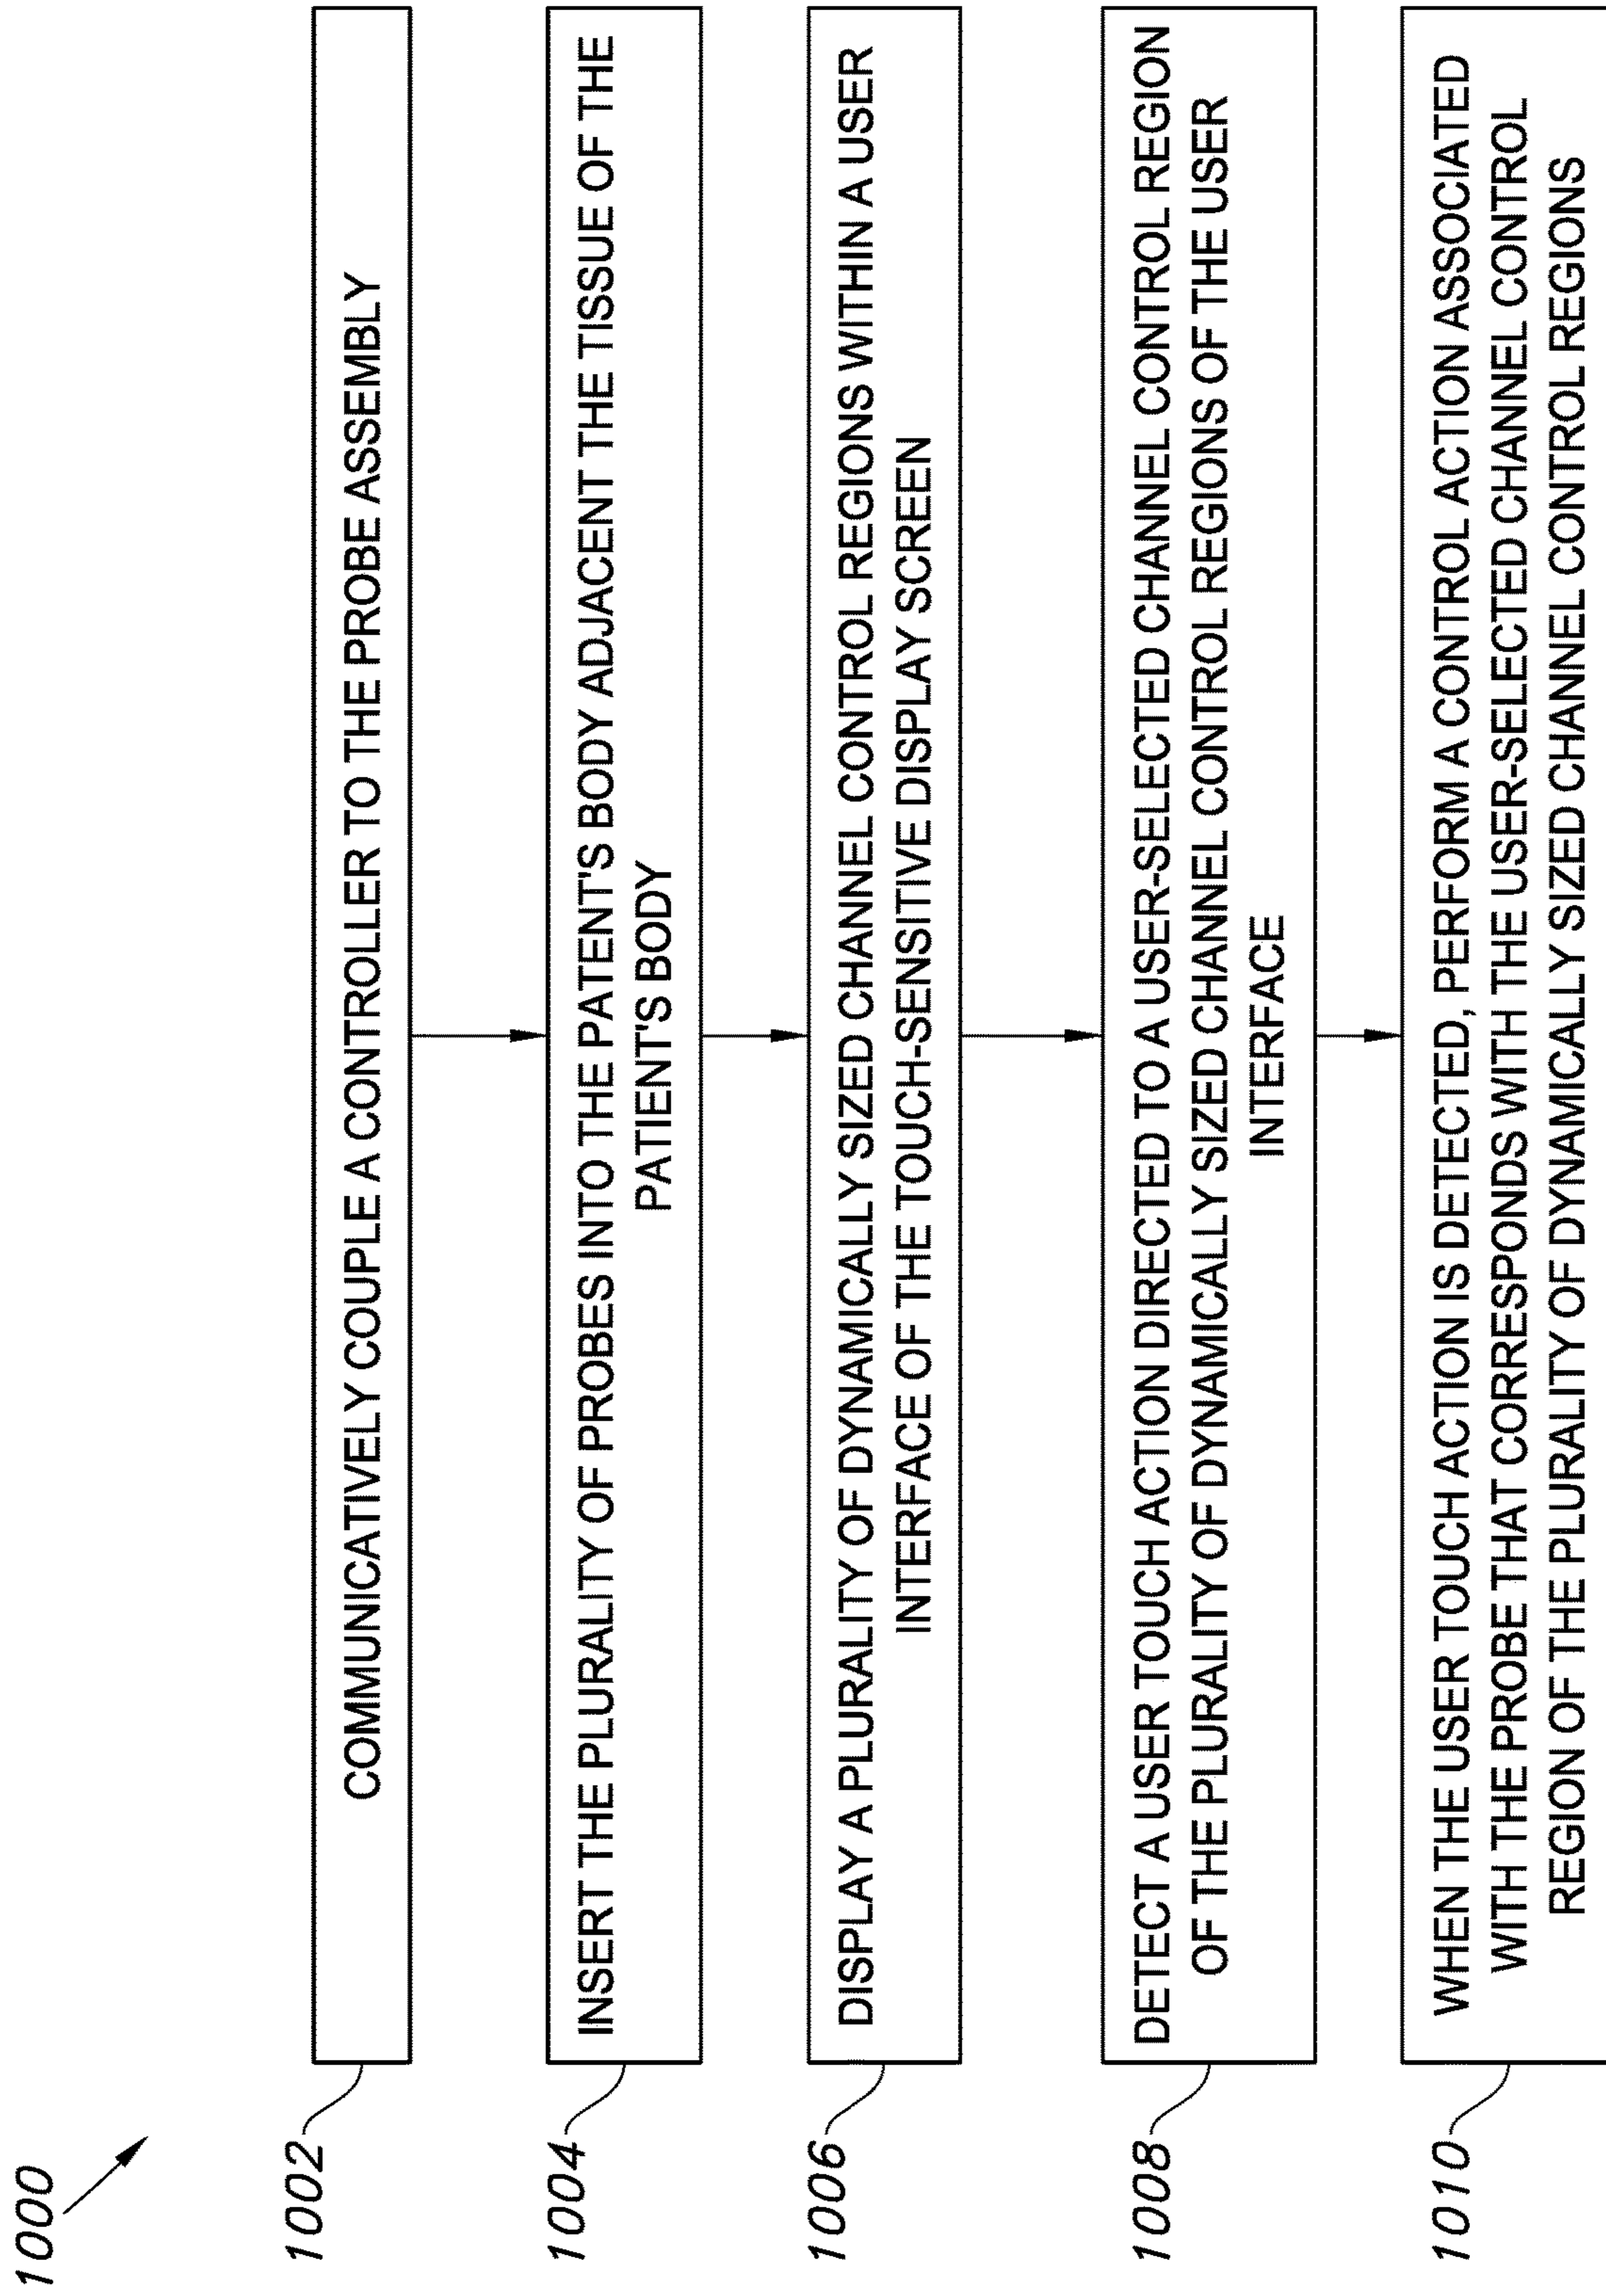 1000
1002
COMMUNICATIVELY COUPLE A CONTROLLER TO THE PROBE ASSEMBLY
1004
INSERT THE PLURALITY OF PROBES INTO THE PATENT'S BODY ADJACENT THE TISSUE OF THE
PATIENT'S BODY
1006
DISPLAY A PLURALITY OF DYNAMICALLY SIZED CHANNEL CONTROL REGIONS WITHIN A USER
INTERFACE OF THE TOUCH-SENSITIVE DISPLAY SCREEN
1008
DETECT A USER TOUCH ACTION DIRECTED TO A USER-SELECTED CHANNEL CONTROL REGION
OF THE PLURALITY OF DYNAMICALLY SIZED CHANNEL CONTROL REGIONS OF THE USER
INTERFACE
1010
WHEN THE USER TOUCH ACTION IS DETECTED, PERFORM A CONTROL ACTION ASSOCIATED
WITH THE PROBE THAT CORRESPONDS WITH THE USER-SELECTED CHANNEL CONTROL
REGION OF THE PLURALITY OF DYNAMICALLY SIZED CHANNEL CONTROL REGIONS